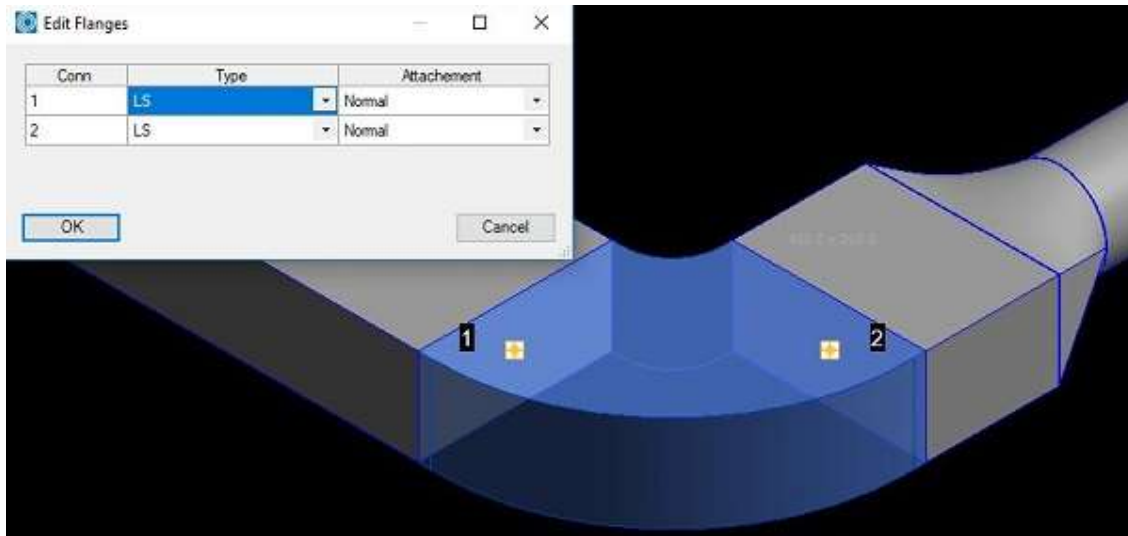 Edit Flanges
Conn Type Attachement
1 LS Normal
2 LS Normal
OK Cancel
1 2